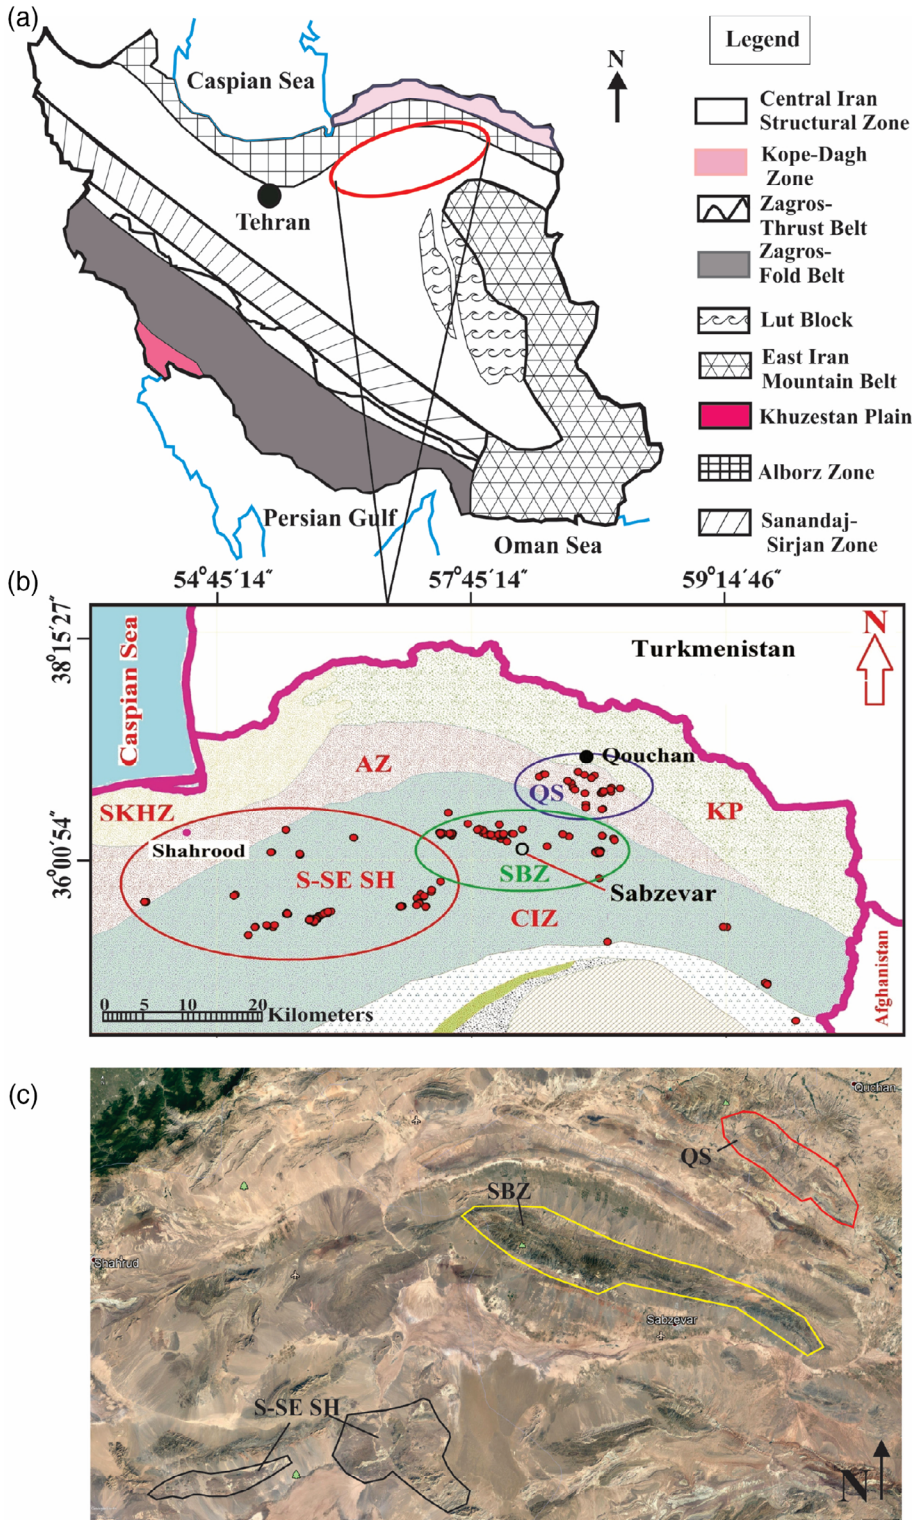 (a)
Caspian Sea
N
Tehran
Persian Gulf
Oman Sea
Legend
Central Iran
Structural Zone
Kope-Dagh
Zone
Zagros-
Thrust Belt
Zagros-
Fold Belt
Lut Block
East Iran
Mountain Belt
Khuzestan Plain
Alborz Zone
Sanandaj-
Sirjan Zone
(b)
54°45´14˝
57°45´14˝
59°14´46˝
38°15´27˝
36°00´54˝
Caspian Sea
Turkmenistan
N
Qouchan
AZ
QS
SKHZ
KP
Shahrood
S-SE SH
SBZ
Sabzevar
CIZ
Afghanistan
0 5 10 20
Kilometers
(c)
Quchan
QS
SBZ
Shahrud
Sabzevar
S-SE SH
N